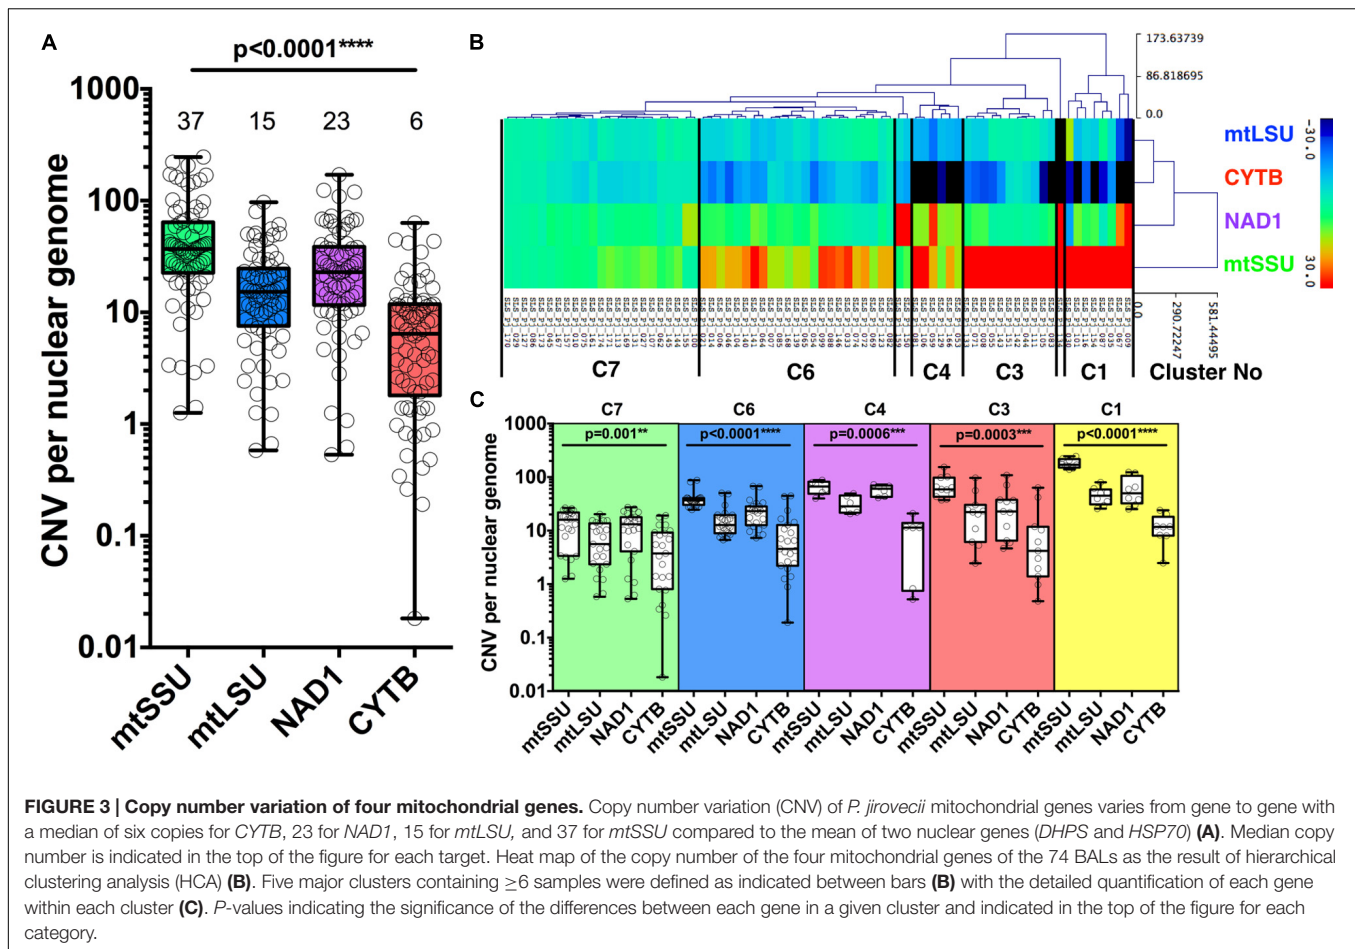 A
p<0.0001****
1000
37 15 23 6
100
10
1
0.1
0.01
CNV per nuclear genome
mtSSU
mtLSU
NAD1
CYTB
B
173.63739
86.818695
0.0
mtLSU
CYTB
NAD1
mtSSU
-30.0
30.0
0.0
290.72247
581.44495
C7 C6 C4 C3 C1 Cluster No
C
C7 C6 C4 C3 C1
p=0.001** p<0.0001**** p=0.0006*** p=0.0003*** p<0.0001****
1000
100
10
1
0.1
0.01
CNV per nuclear genome
mtSSU mtLSU NAD1 CYTB mtSSU mtLSU NAD1 CYTB mtSSU mtLSU NAD1 CYTB mtSSU mtLSU NAD1 CYTB mtSSU mtLSU NAD1 CYTB
FIGURE 3 | Copy number variation of four mitochondrial genes. Copy number variation (CNV) of P. jirovecii mitochondrial genes varies from gene to gene with
a median of six copies for CYTB, 23 for NAD1, 15 for mtLSU, and 37 for mtSSU compared to the mean of two nuclear genes (DHPS and HSP70) (A). Median copy
number is indicated in the top of the figure for each target. Heat map of the copy number of the four mitochondrial genes of the 74 BALs as the result of hierarchical
clustering analysis (HCA) (B). Five major clusters containing ≥6 samples were defined as indicated between bars (B) with the detailed quantification of each gene
within each cluster (C). P-values indicating the significance of the differences between each gene in a given cluster and indicated in the top of the figure for each
category.